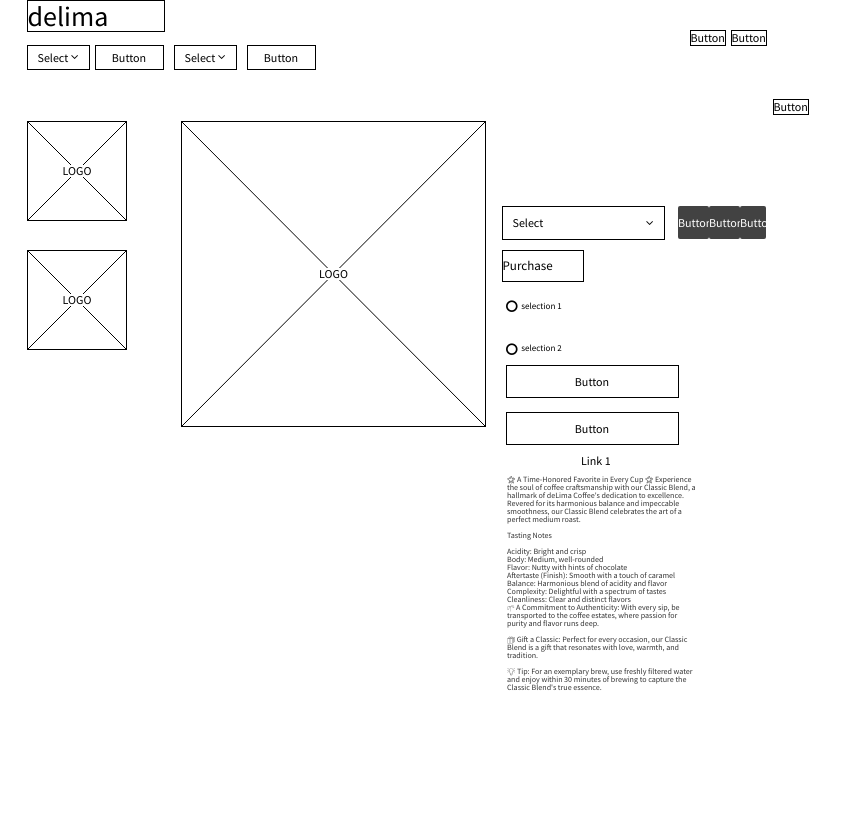 delima
Button Button
Select Button Select Button
Button
LOGO
LOGO
LOGO
Select
Button Button Button
Purchase
selection 1
selection 2
Button
Button
Link 1
A Time-Honored Favorite in Every Cup Experience
the soul of coffee craftsmanship with our Classic Blend, a
hallmark of deLima Coffee's dedication to excellence.
Revered for its harmonious balance and impeccable
smoothness, our Classic Blend celebrates the art of a
perfect medium roast.
Tasting Notes
Acidity: Bright and crisp
Body: Medium, well-rounded
Flavor: Nutty with hints of chocolate
Aftertaste (Finish): Smooth with a touch of caramel
Balance: Harmonious blend of acidity and flavor
Complexity: Delightful with a spectrum of tastes
Cleanliness: Clear and distinct flavors
A Commitment to Authenticity: With every sip, be
transported to the coffee estates, where passion for
purity and flavor runs deep.
Gift a Classic: Perfect for every occasion, our Classic
Blend is a gift that resonates with love, warmth, and
tradition.
Tip: For an exemplary brew, use freshly filtered water
and enjoy within 30 minutes of brewing to capture the
Classic Blend's true essence.